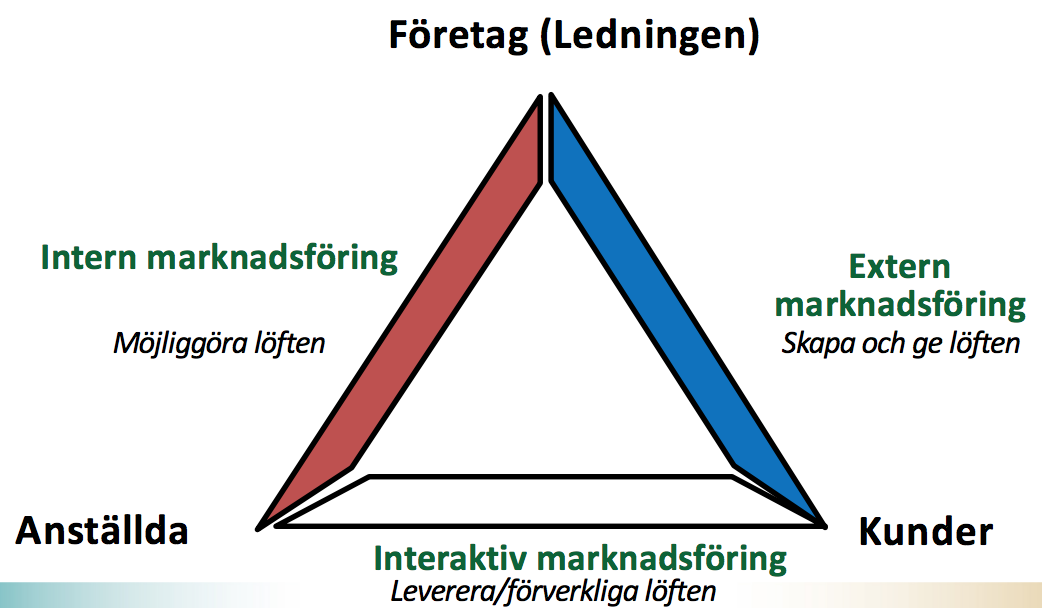 Företag (Ledningen)
Intern marknadsföring
Möjliggöra löften
Extern
marknadsföring
Skapa och ge löften
Anställda
Kunder
Interaktiv marknadsföring
Leverera/förverkliga löften